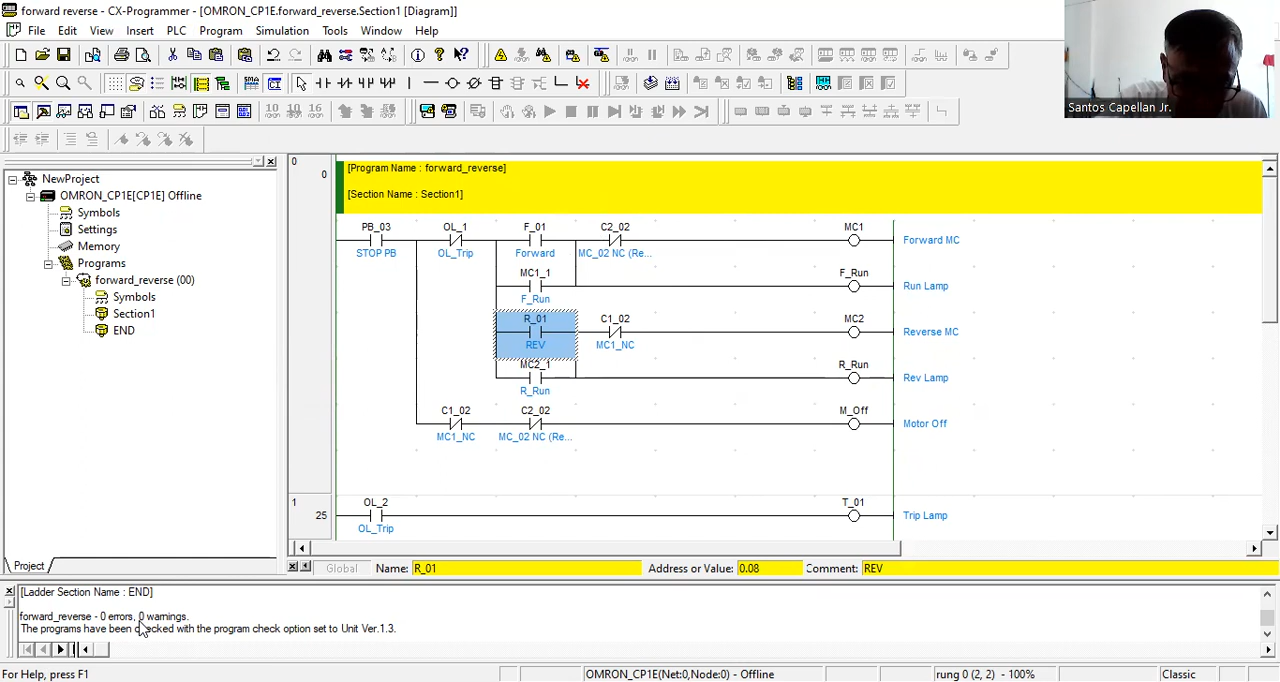 forward reverse - CX-Programmer - [OMRON_CP1E.forward_reverse.Section1 [Diagram]]
File Edit View Insert PLC Program Simulation Tools Window Help
Santos Capellan Jr.
10 10 16
NewProject
OMRON_CP1E[CP1E] Offline
Symbols
Settings
Memory
Programs
forward_reverse (00)
Symbols
Section1
END
Project
0
0
[Program Name : forward_reverse]
[Section Name : Section1]
PB_03 OL_1 F_01 C2_02 MC1
STOP PB OL_Trip Forward MC_02 NC (Re... Forward MC
MC1_1 F_Run
F_Run Run Lamp
R_01 C1_02 MC2
REV MC1_NC Reverse MC
MC2_1 R_Run
R_Run Rev Lamp
C1_02 C2_02 M_Off
MC1_NC MC_02 NC (Re... Motor Off
1
25
OL_2 T_01
OL_Trip Trip Lamp
Global Name: R_01 Address or Value: 0.08 Comment: REV
[Ladder Section Name : END]
forward_reverse - 0 errors, 0 warnings.
The programs have been checked with the program check option set to Unit Ver.1.3.
For Help, press F1 OMRON_CP1E(Net:0,Node:0) - Offline rung 0 (2, 2) - 100% Classic